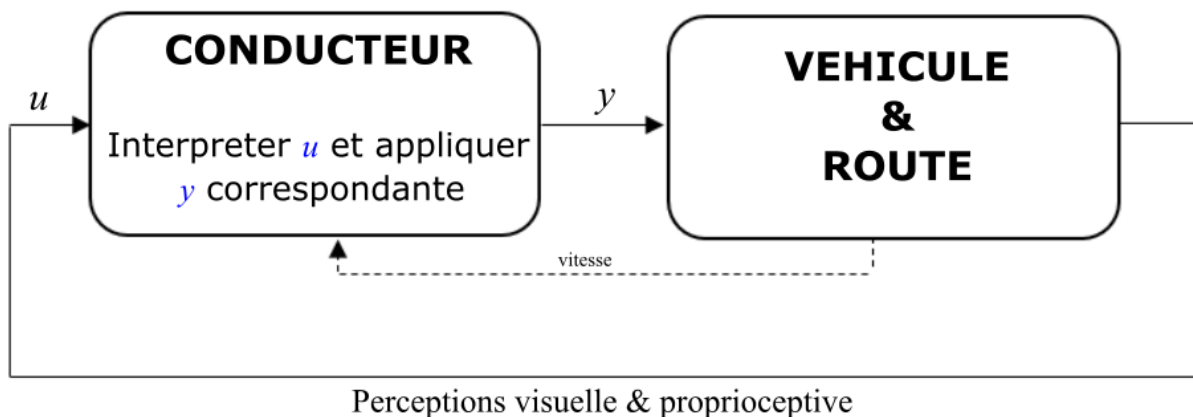 CONDUCTEUR
u
Interpreter u et appliquer
y correspondante
y
VEHICULE
&
ROUTE
vitesse
Perceptions visuelle & proprioceptive